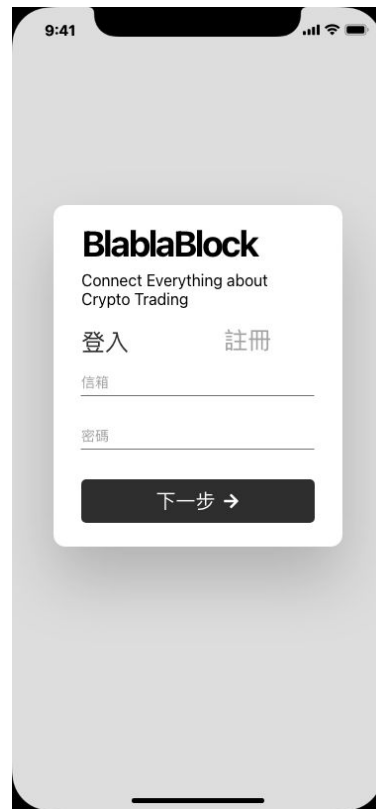 9:41
BlablaBlock
Connect Everything about
Crypto Trading
登入 註冊
信箱
密碼
下一步 →